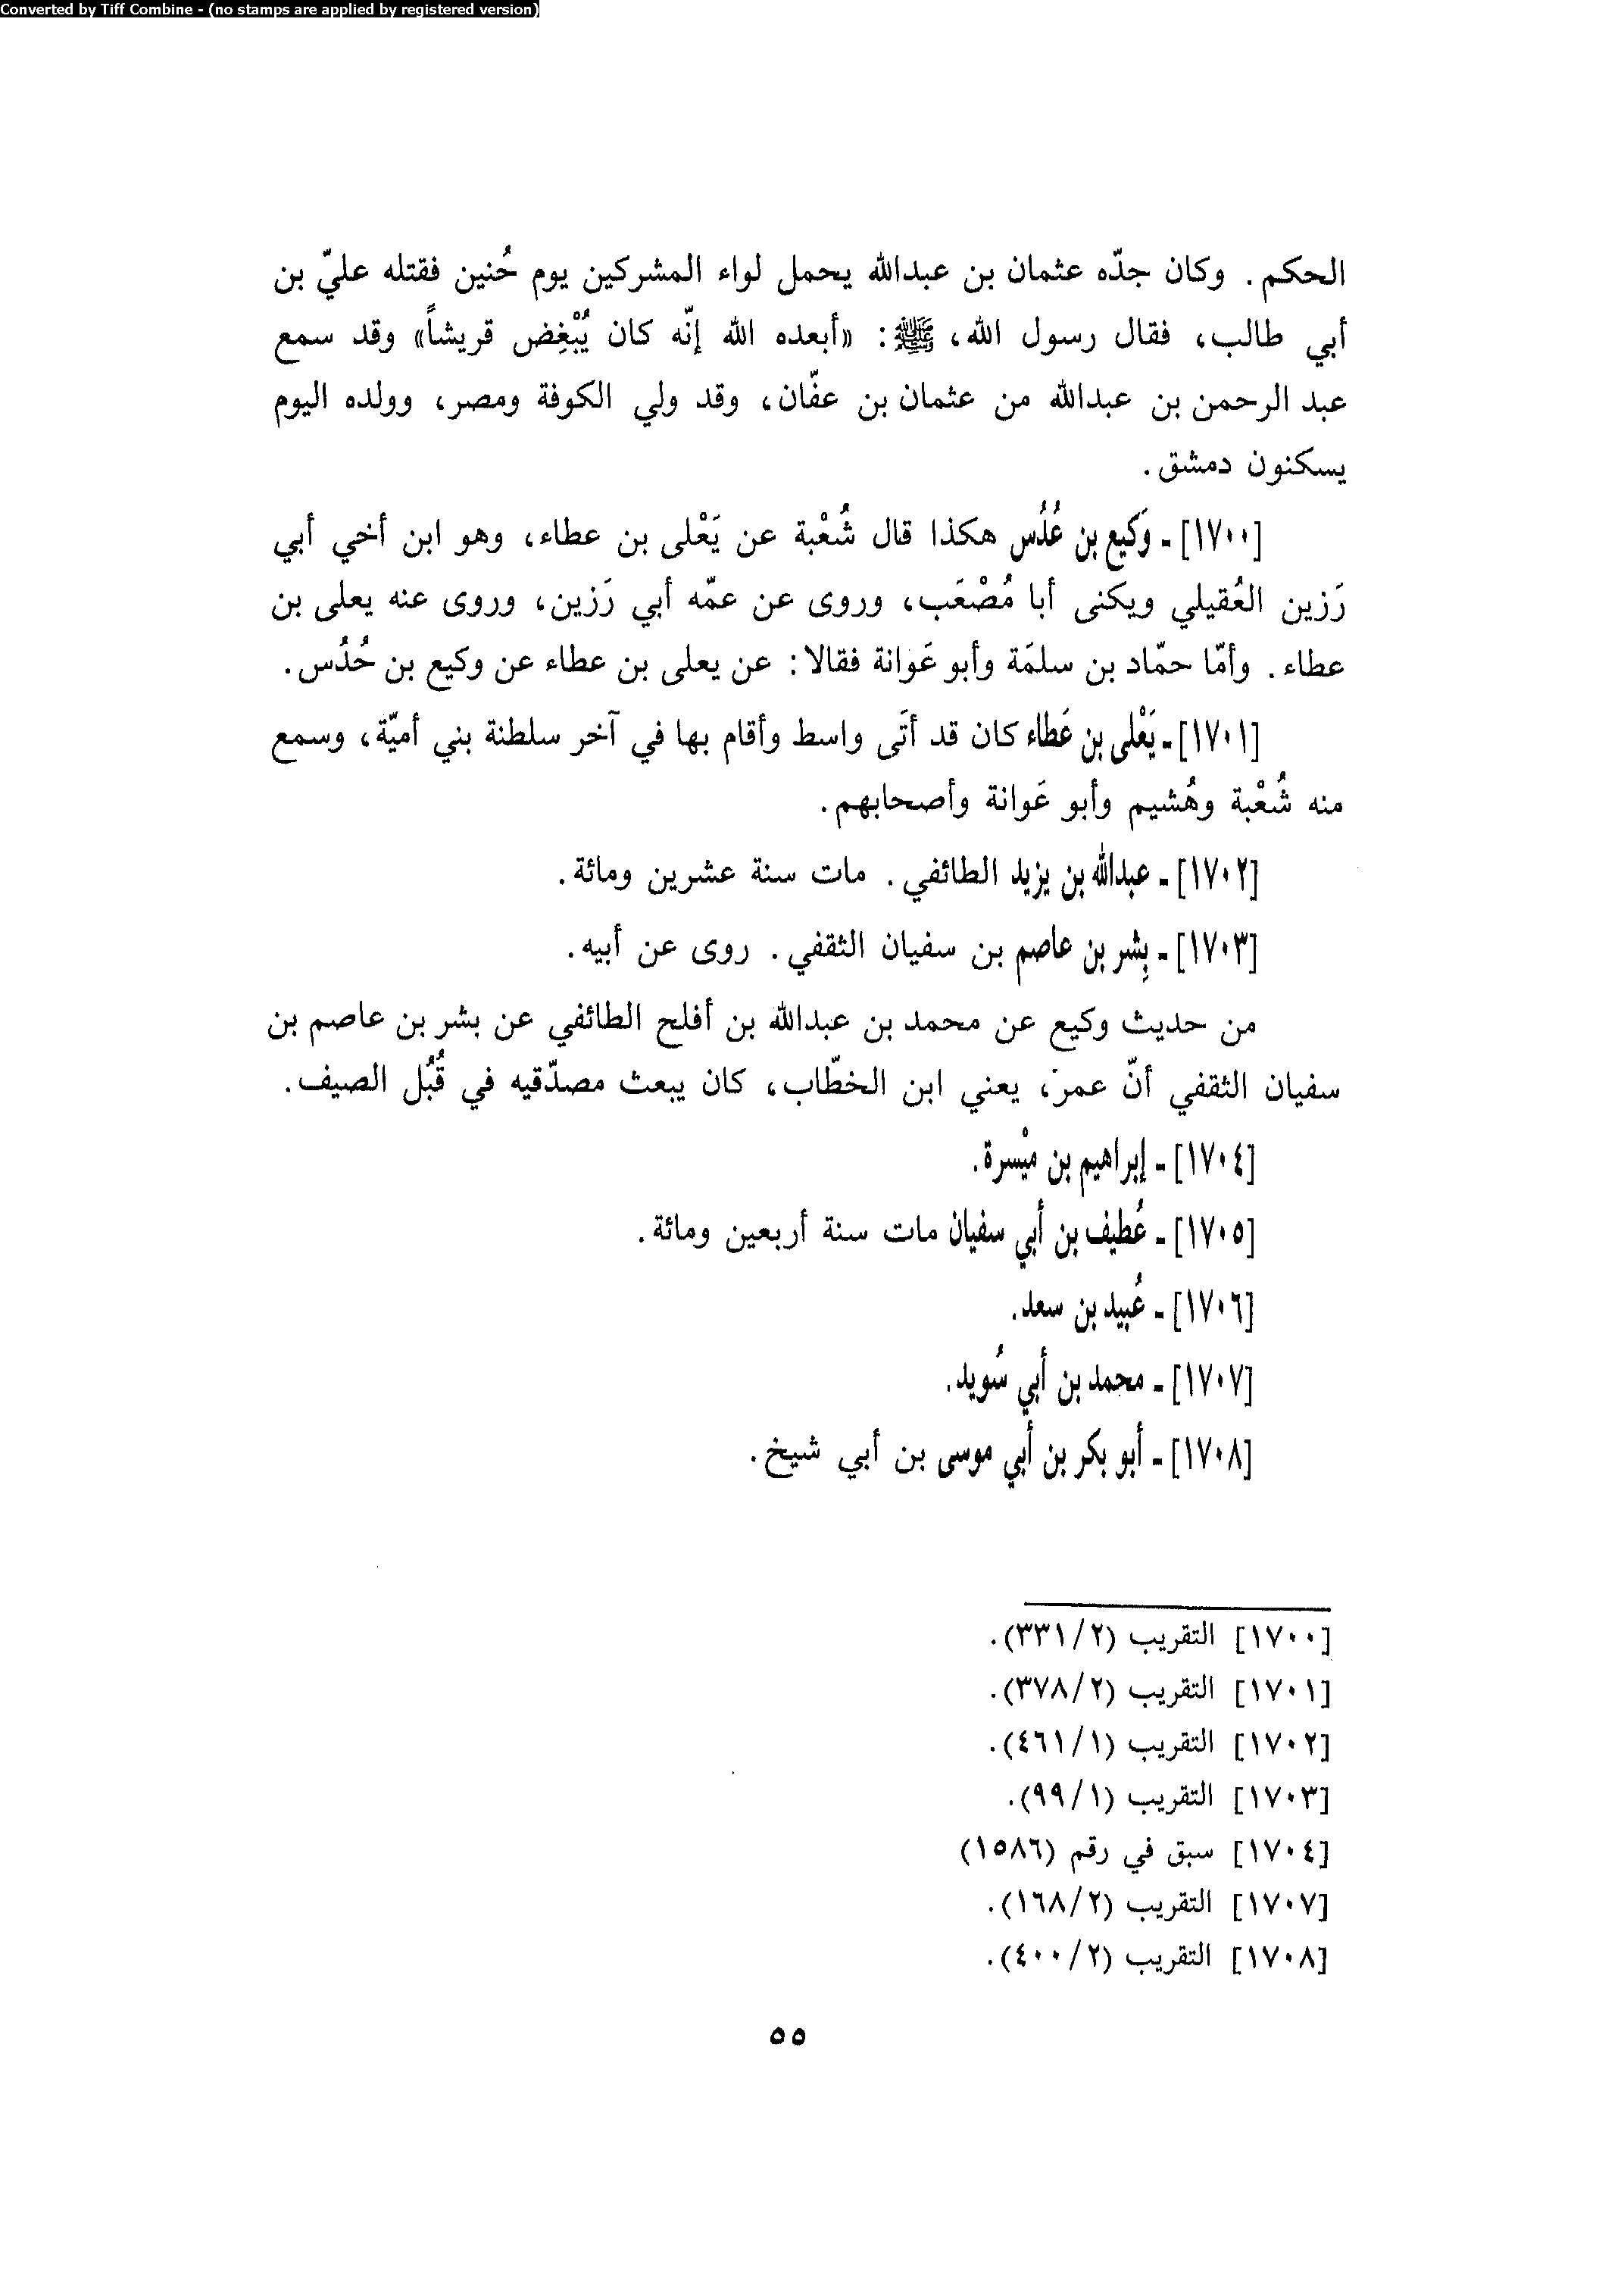 Converted by Tiff Combine - (no stamps are applied by registered version)
الحكم. وكان جدّه عثمان بن عبدالله يحمل لواء المشركين يوم حُنين فقتله عليّ بن
أبي طالب، فقال رسول الله، ﷺ: «أبعده الله إنّه كان يُبْغِض قريشاً» وقد سمع
عبد الرحمن بن عبدالله من عثمان بن عفّان، وقد ولي الكوفة ومصر، وولده اليوم
يسكنون دمشق.
[١٧٠٠] ـ وَكيع بن عُدُس هكذا قال شُعْبة عن يَعْلى بن عطاء، وهو ابن أخي أبي
رَزين العُقيلي ويكنى أبا مُصْعَب، وروى عن عمّه أبي رَزين، وروى عنه يعلى بن
عطاء. وأمّا حمّاد بن سلمَة وأبو عَوانة فقالا: عن يعلى بن عطاء عن وكيع بن حُدُس.
[١٧٠١] ـ يَعْلى بن عَطاء كان قد أتَى واسط وأقام بها في آخر سلطنة بني أميّة، وسمع
منه شُعْبة وهُشيم وأبو عَوانة وأصحابهم.
[١٧٠٢] ـ عبدالله بن يزيد الطائفي. مات سنة عشرين ومائة.
[١٧٠٣] ـ بِشر بن عاصم بن سفيان الثقفي. روى عن أبيه.
من حديث وكيع عن محمد بن عبدالله بن أفلح الطائفي عن بشر بن عاصم بن
سفيان الثقفي أنّ عمر، يعني ابن الخطّاب، كان يبعث مصدّقيه في قُبُل الصيف.
[١٧٠٤] ـ إبراهيم بن ميْسرة.
[١٧٠٥] ـ غُطيف بن أبي سفيان مات سنة أربعين ومائة.
[١٧٠٦] ـ عُبيد بن سعد.
[١٧٠٧] ـ محمد بن أبي سُويد.
[١٧٠٨] ـ أبو بكر بن أبي موسى بن أبي شيخ.
[١٧٠٠] التقريب (٢/ ٣٣١).
[١٧٠١] التقريب (٢/ ٣٧٨).
[١٧٠٢] التقريب (١/ ٤٦١).
[١٧٠٣] التقريب (١/ ٩٩).
[١٧٠٤] سبق في رقم (١٥٨٦)
[١٧٠٧] التقريب (٢/ ١٦٨).
[١٧٠٨] التقريب (٢/ ٤٠٠).
٥٥